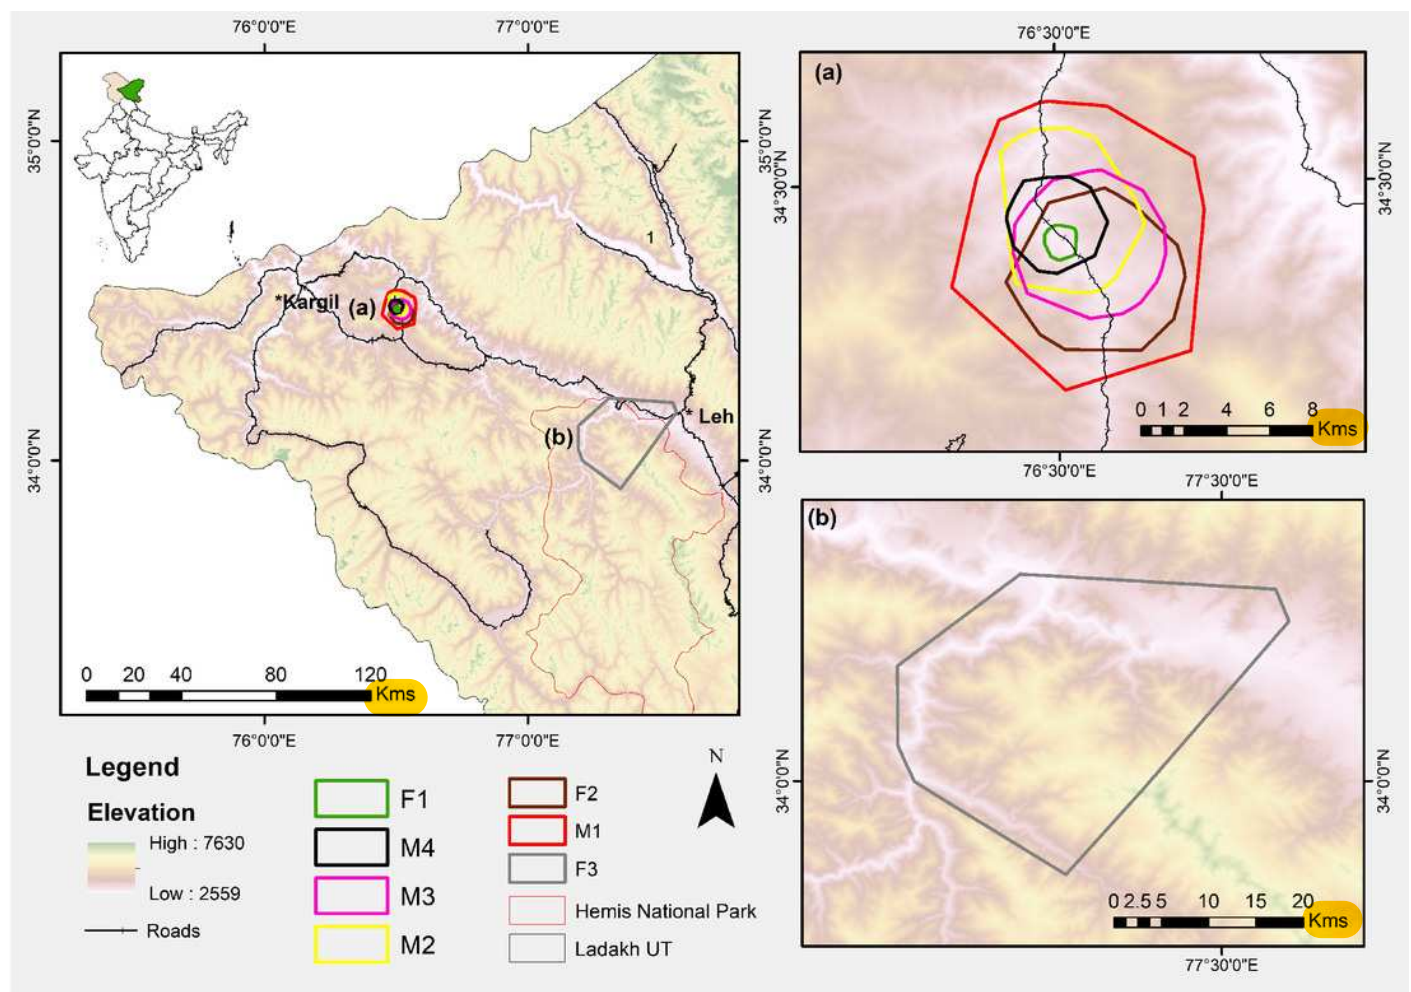 76°0'0"E
77°0'0"E
35°0'0"N
35°0'0"N
1
*Kargil
(a)
* Leh
(b)
34°0'0"N
34°0'0"N
0 20 40 80 120
Kms
76°0'0"E
77°0'0"E
76°30'0"E
(a)
34°30'0"N
34°30'0"N
0 1 2 4 6 8
Kms
76°30'0"E
77°30'0"E
(b)
34°0'0"N
34°0'0"N
0 2.5 5 10 15 20
Kms
77°30'0"E
Legend
Elevation
High : 7630
Low : 2559
Roads
F1
M4
M3
M2
F2
M1
F3
Hemis National Park
Ladakh UT
N